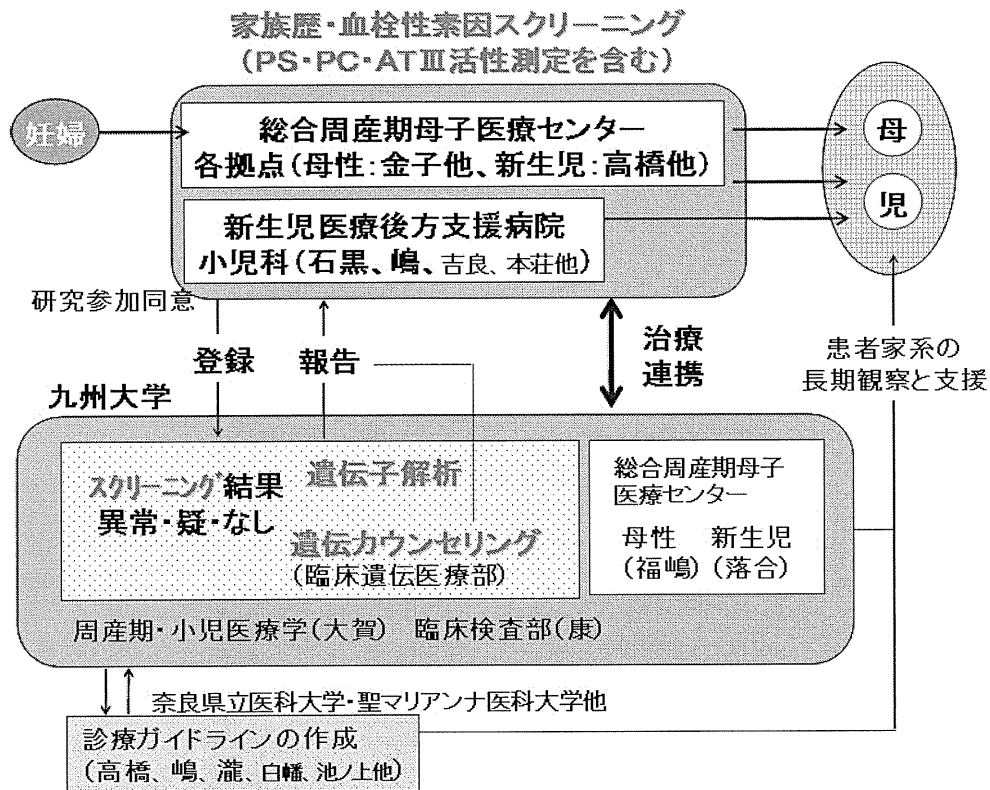 家族歴・血栓性素因スクリーニング
(PS・PC・ATⅢ活性測定を含む)
妊婦
総合周産期母子医療センター
各拠点(母性:金子他、新生児:高橋他)
新生児医療後方支援病院
小児科(石黒、嶋、吉良、本荘他)
母
児
研究参加同意
登録
報告
治療
連携
患者家系の
長期観察と支援
九州大学
スクリーニング結果
異常・疑・なし
遺伝子解析
遺伝カウンセリング
(臨床遺伝医療部)
総合周産期母子
医療センター
母性 新生児
(福嶋) (落合)
周産期・小児医療学(大賀) 臨床検査部(康)
奈良県立医科大学・聖マリアンナ医科大学他
診療ガイドラインの作成
(高橋、嶋、瀧、白幡、池ノ上他)